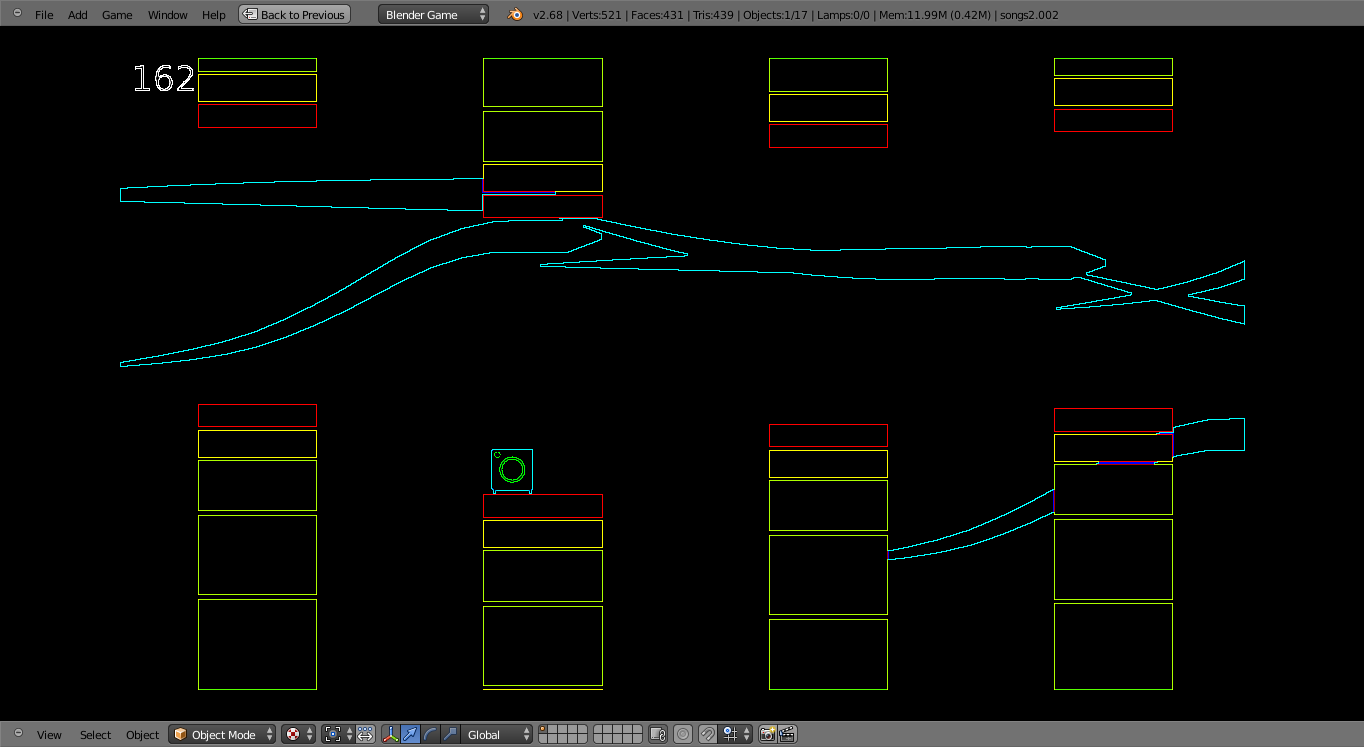 File Add Game Window Help Back to Previous Blender Game v2.68 | Verts:521 | Faces:431 | Tris:439 | Objects:1/17 | Lamps:0/0 | Mem:11.99M (0.42M) | songs2.002
162
View Select Object Object Mode Global